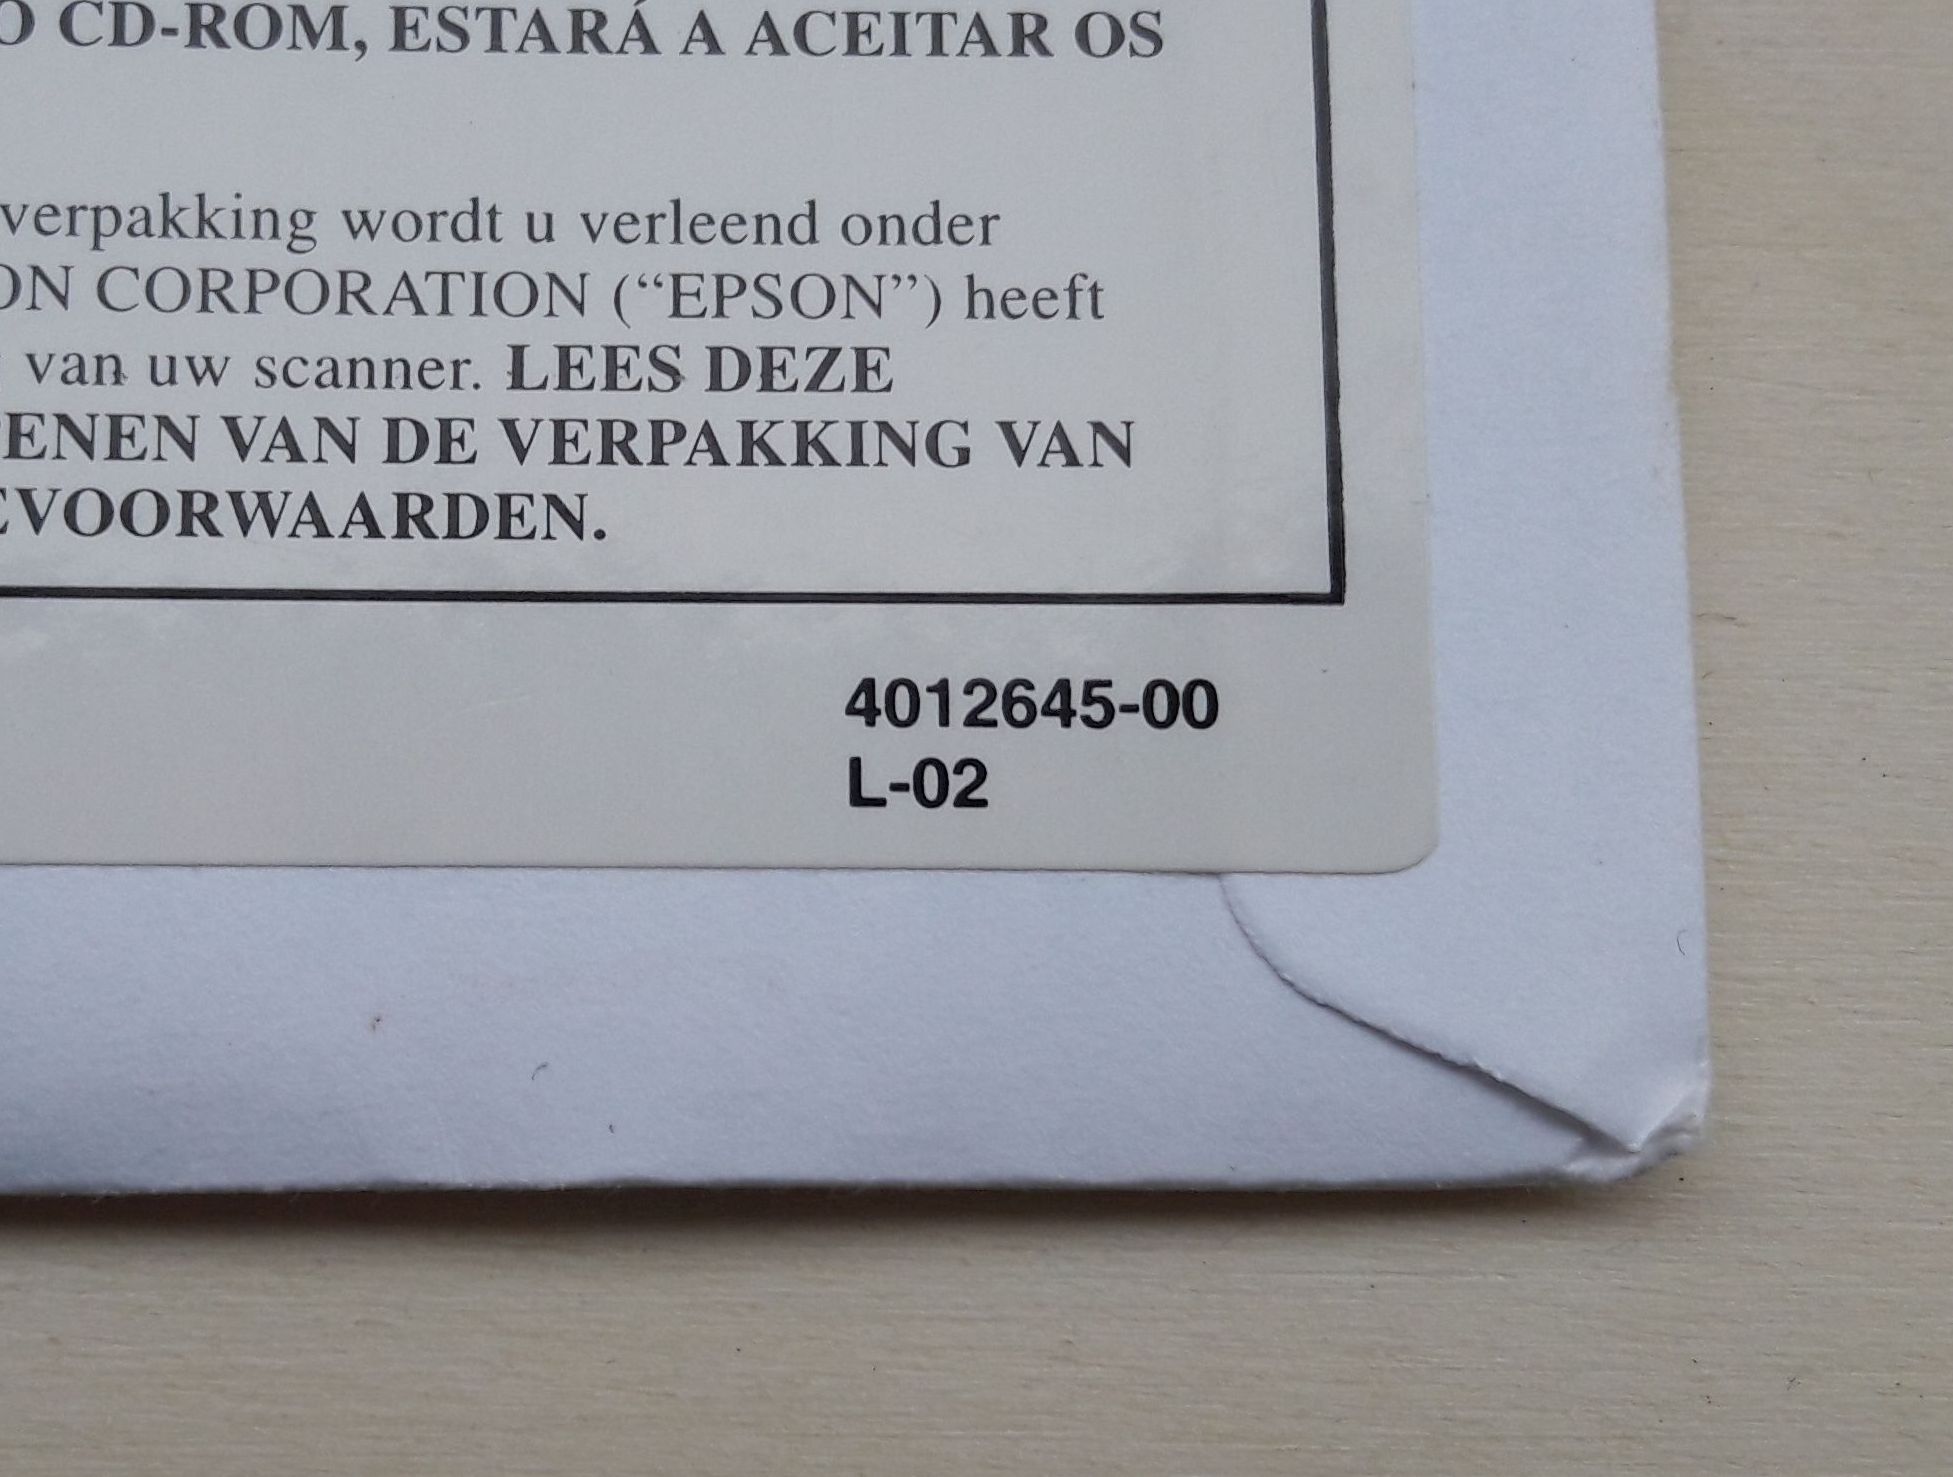 O CD-ROM, ESTARÁ A ACEITAR OS
verpakking wordt u verleend onder
ON CORPORATION (“EPSON”) heeft
van uw scanner. LEES DEZE
ENEN VAN DE VERPAKKING VAN
EVOORWAARDEN.
4012645-00
L-02